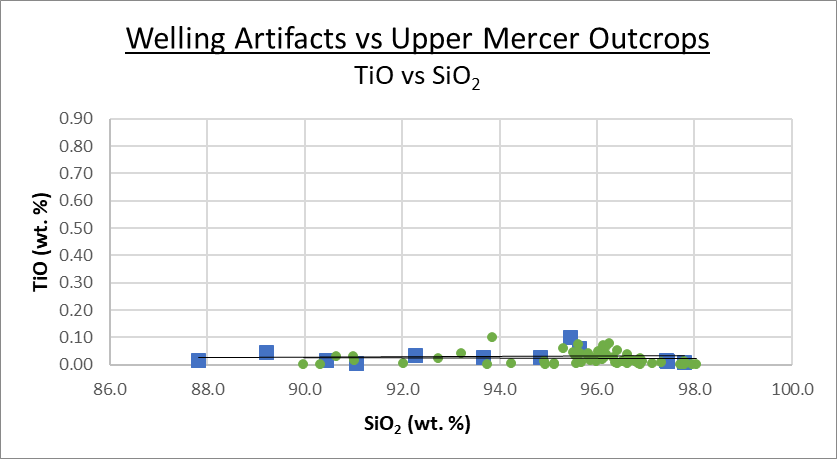 Welling Artifacts vs Upper Mercer Outcrops
TiO vs SiO₂
TiO (wt. %)
0.90
0.80
0.70
0.60
0.50
0.40
0.30
0.20
0.10
0.00
86.0 88.0 90.0 92.0 94.0 96.0 98.0 100.0
SiO₂ (wt. %)